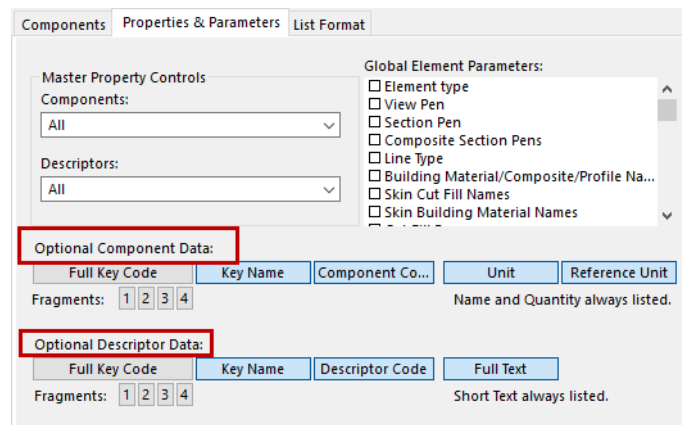 Components Properties & Parameters List Format
Master Property Controls
Components:
All
Descriptors:
All
Global Element Parameters:
Element type
View Pen
Section Pen
Composite Section Pens
Line Type
Building Material/Composite/Profile Na...
Skin Cut Fill Names
Skin Building Material Names
Optional Component Data:
Full Key Code Key Name Component Co... Unit Reference Unit
Fragments: 1 2 3 4 Name and Quantity always listed.
Optional Descriptor Data:
Full Key Code Key Name Descriptor Code Full Text
Fragments: 1 2 3 4 Short Text always listed.